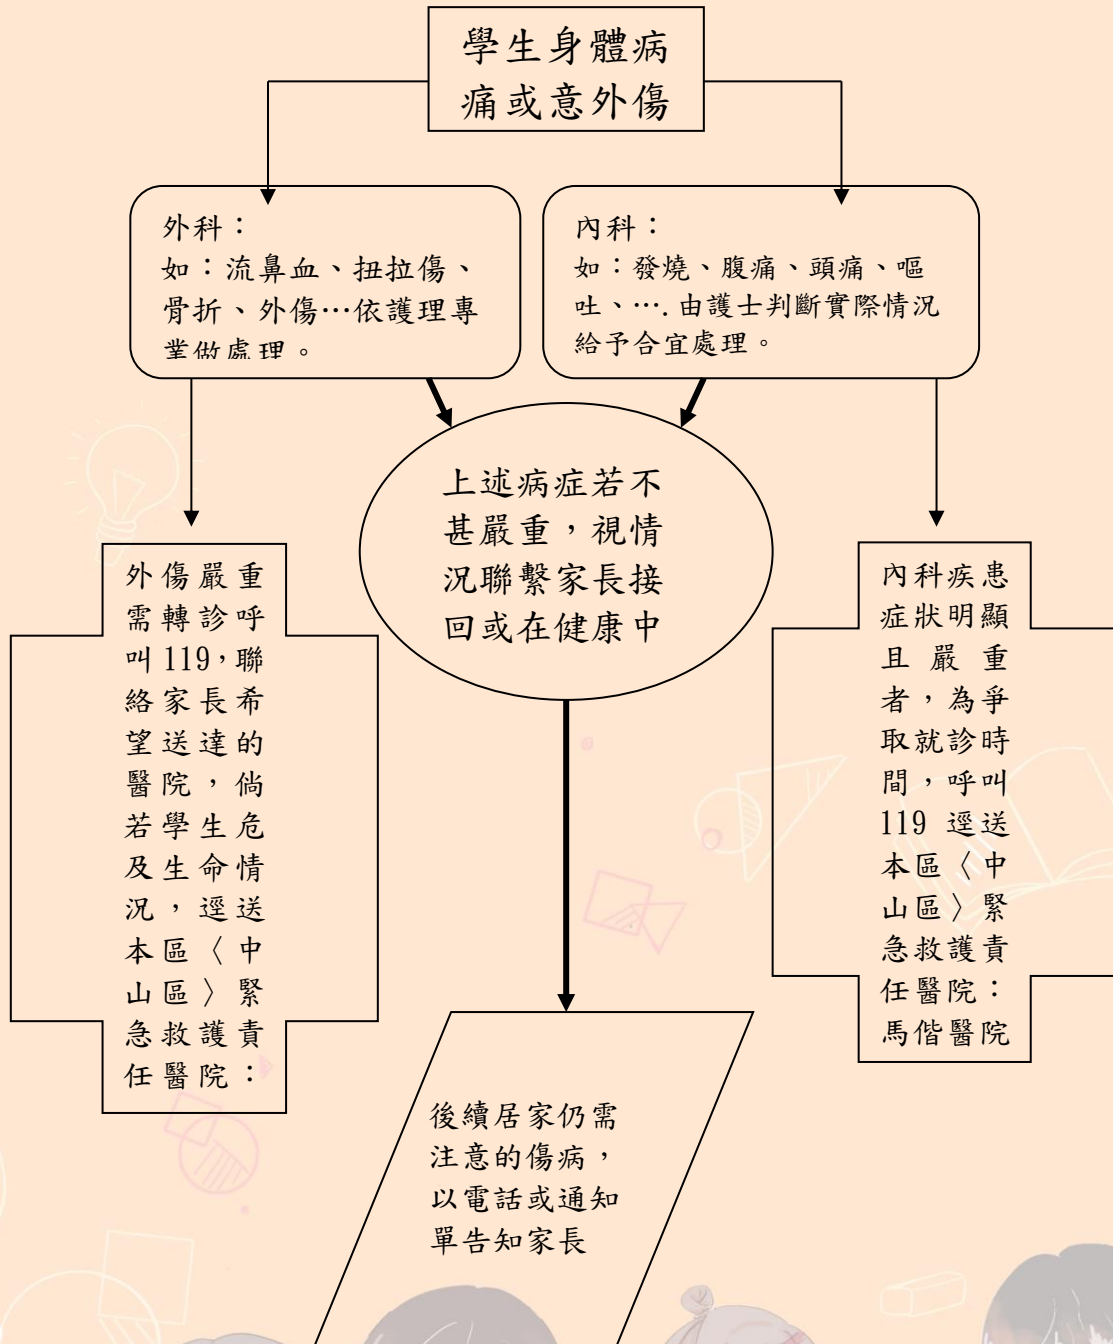 學生身體病
痛或意外傷
外科：
如：流鼻血、扭拉傷、
骨折、外傷…依護理專
業做處理。
內科：
如：發燒、腹痛、頭痛、嘔
吐、….由護士判斷實際情況
給予合宜處理。
上述病症若不
甚嚴重，視情
況聯繫家長接
回或在健康中
外傷嚴重
需轉診呼
叫119，聯
絡家長希
望送達的
醫院，倘
若學生危
及生命情
況，逕送
本區〈中
山區〉緊
急救護責
任醫院：
內科疾患
症狀明顯
且嚴重
者，為爭
取就診時
間，呼叫
119 逕送
本區〈中
山區〉緊
急救護責
任醫院：
馬偕醫院
後續居家仍需
注意的傷病，
以電話或通知
單告知家長